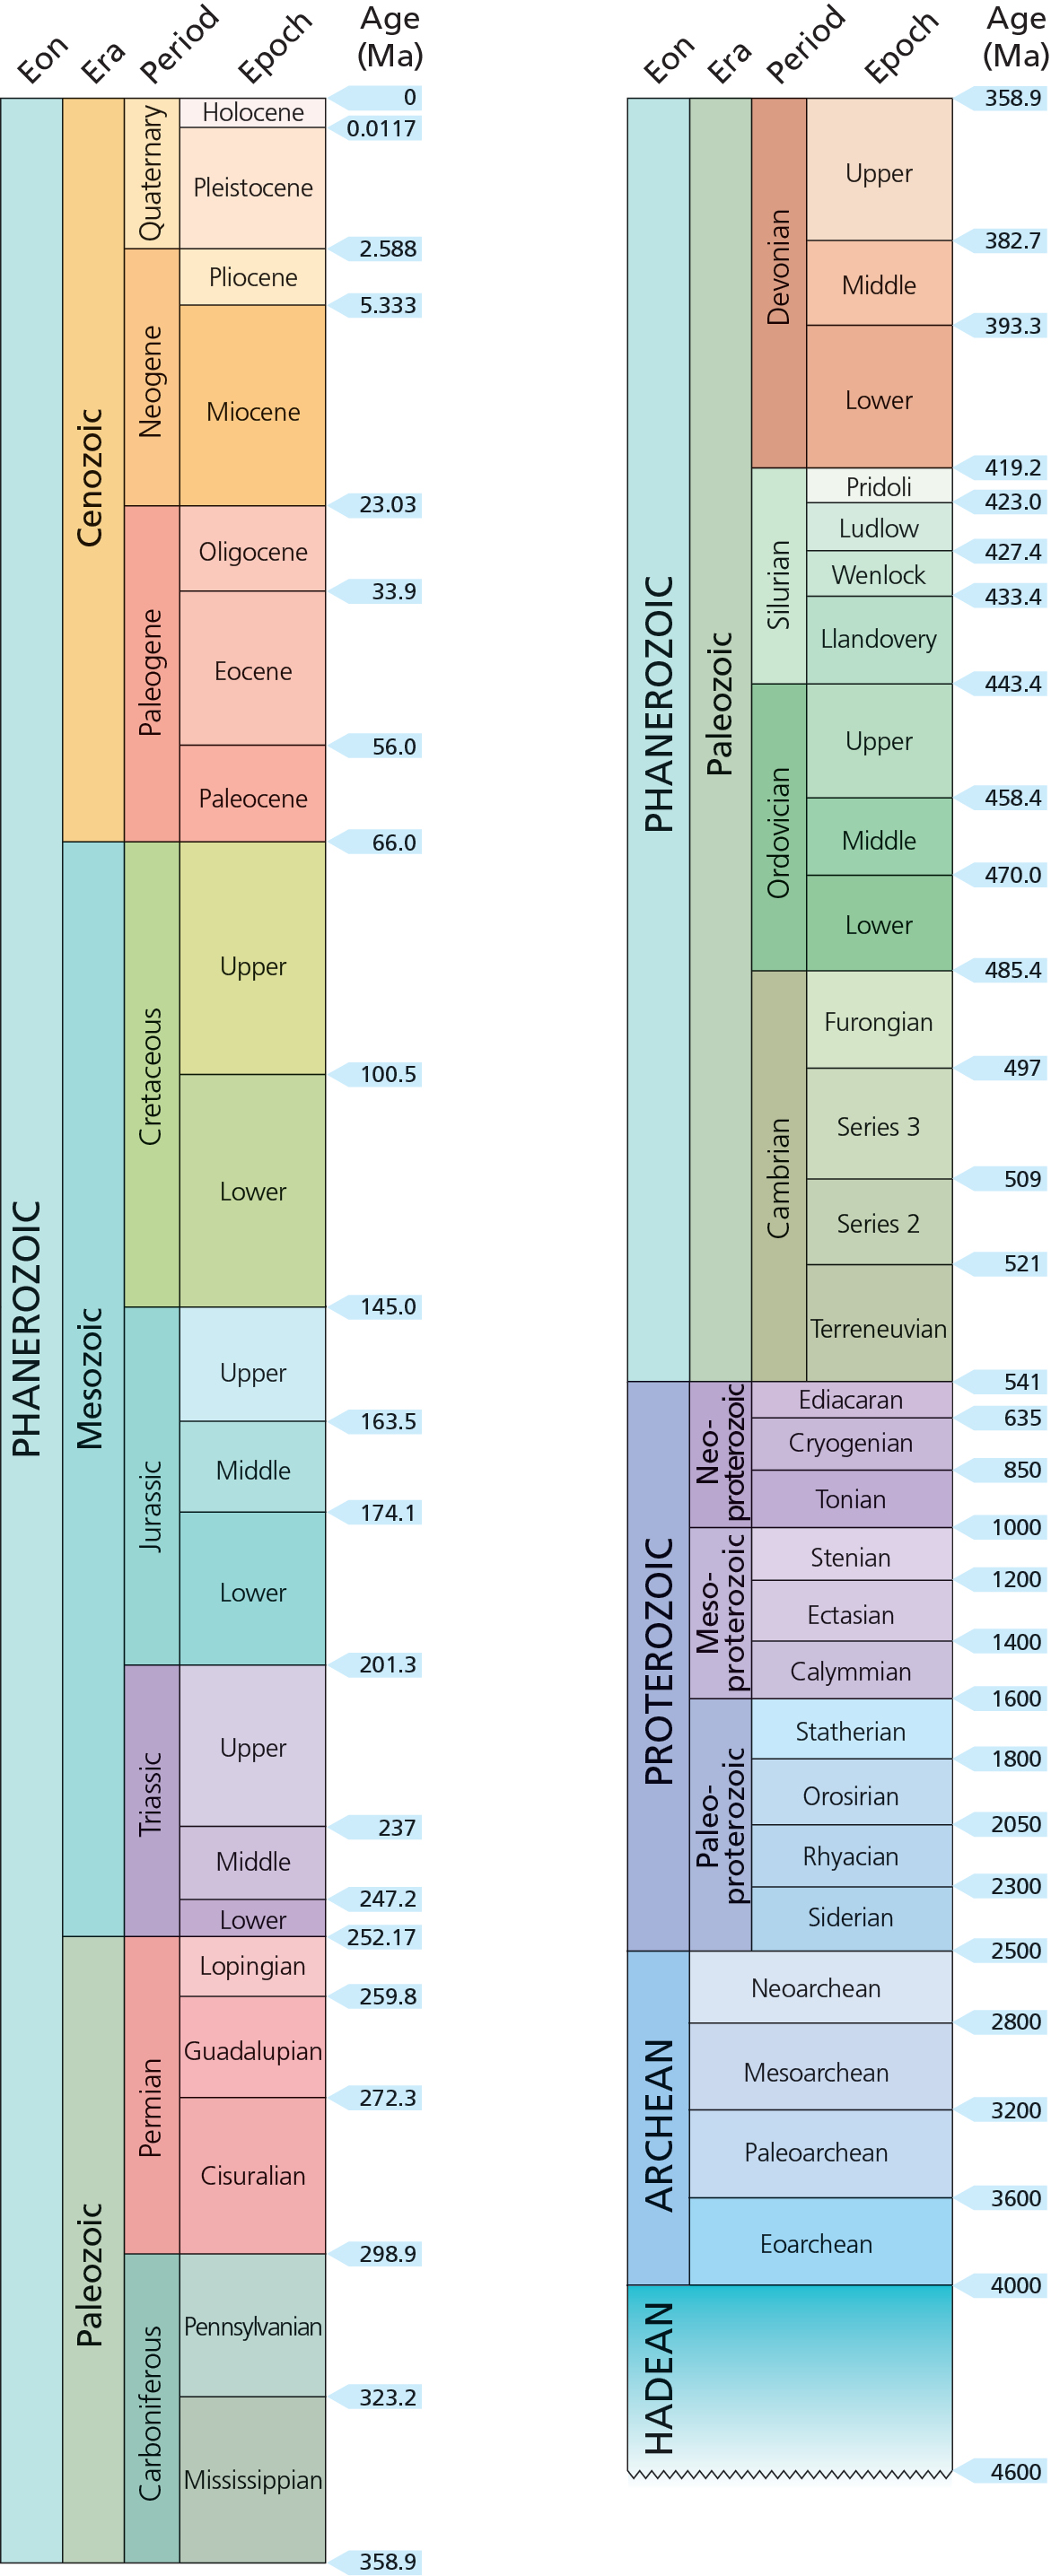 Eon Era Period Epoch Age
(Ma)
PHANEROZOIC
Cenozoic
Quaternary
Holocene
Pleistocene
Neogene
Pliocene
Miocene
Paleogene
Oligocene
Eocene
Paleocene
Mesozoic
Cretaceous
Upper
Lower
Jurassic
Upper
Middle
Lower
Triassic
Upper
Middle
Lower
Paleozoic
Permian
Lopingian
Guadalupian
Cisuralian
Carboniferous
Pennsylvanian
Mississippian
0
0.0117
2.588
5.333
23.03
33.9
56.0
66.0
100.5
145.0
163.5
174.1
201.3
237
247.2
252.17
259.8
272.3
298.9
323.2
358.9
Eon Era Period Epoch Age
(Ma)
PHANEROZOIC
Paleozoic
Devonian
Upper
Middle
Lower
Silurian
Pridoli
Ludlow
Wenlock
Llandovery
Ordovician
Upper
Middle
Lower
Cambrian
Furongian
Series 3
Series 2
Terreneuvian
PROTEROZOIC
Neo-
proterozoic
Ediacaran
Cryogenian
Tonian
Meso-
proterozoic
Stenian
Ectasian
Calymmian
Paleo-
proterozoic
Statherian
Orosirian
Rhyacian
Siderian
ARCHEAN
Neoarchean
Mesoarchean
Paleoarchean
Eoarchean
HADEAN
358.9
382.7
393.3
419.2
423.0
427.4
433.4
443.4
458.4
470.0
485.4
497
509
521
541
635
850
1000
1200
1400
1600
1800
2050
2300
2500
2800
3200
3600
4000
4600